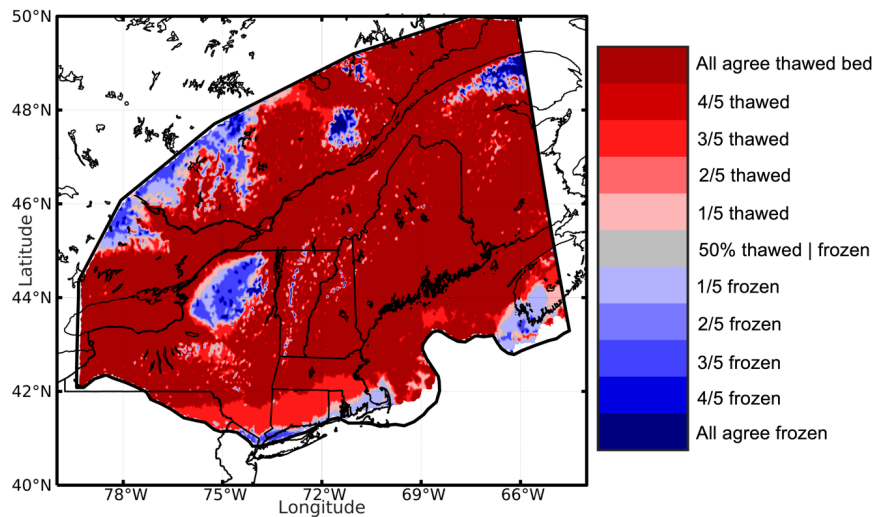 50°N
48°N
46°N
44°N
42°N
40°N
Latitude
78°W
75°W
72°W
69°W
66°W
Longitude
All agree thawed bed
4/5 thawed
3/5 thawed
2/5 thawed
1/5 thawed
50% thawed | frozen
1/5 frozen
2/5 frozen
3/5 frozen
4/5 frozen
All agree frozen